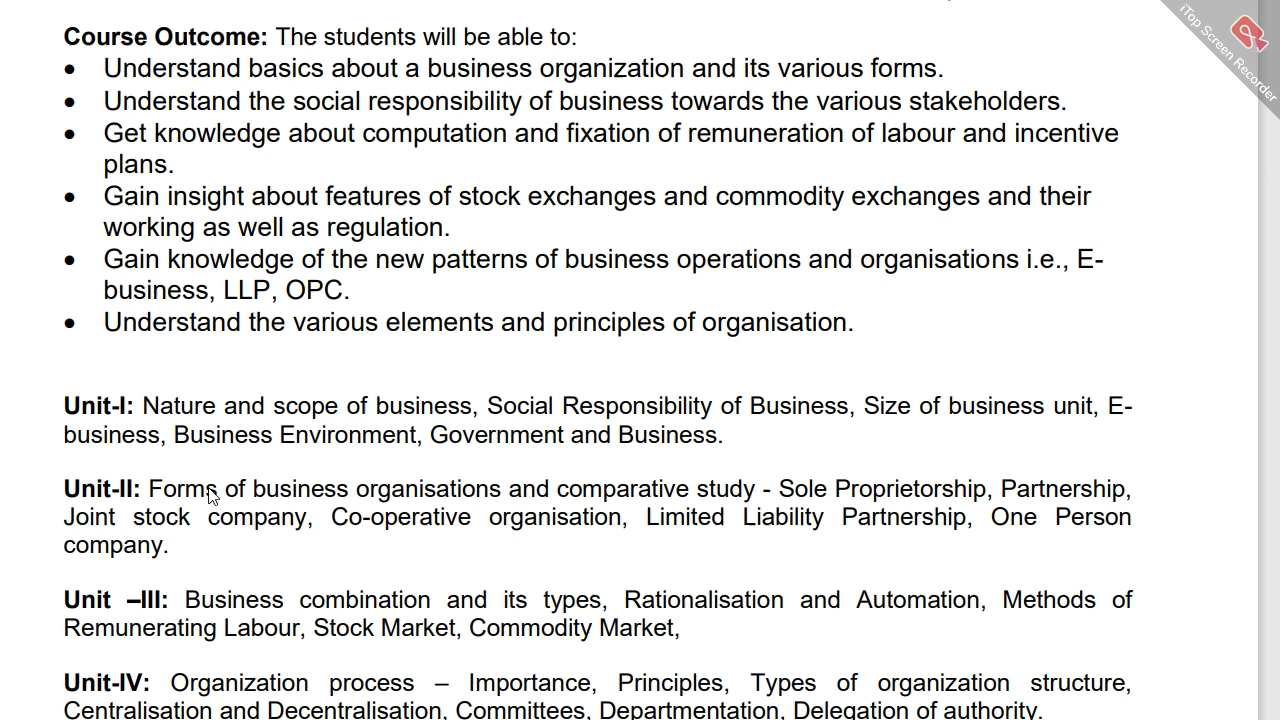 Course Outcome: The students will be able to:
• Understand basics about a business organization and its various forms.
• Understand the social responsibility of business towards the various stakeholders.
• Get knowledge about computation and fixation of remuneration of labour and incentive
plans.
• Gain insight about features of stock exchanges and commodity exchanges and their
working as well as regulation.
• Gain knowledge of the new patterns of business operations and organisations i.e., E-
business, LLP, OPC.
• Understand the various elements and principles of organisation.
Unit-I: Nature and scope of business, Social Responsibility of Business, Size of business unit, E-
business, Business Environment, Government and Business.
Unit-II: Forms of business organisations and comparative study - Sole Proprietorship, Partnership,
Joint stock company, Co-operative organisation, Limited Liability Partnership, One Person
company.
Unit –III: Business combination and its types, Rationalisation and Automation, Methods of
Remunerating Labour, Stock Market, Commodity Market,
Unit-IV: Organization process – Importance, Principles, Types of organization structure,
Centralisation and Decentralisation, Committees, Departmentation, Delegation of authority.
iTop Screen Recorder